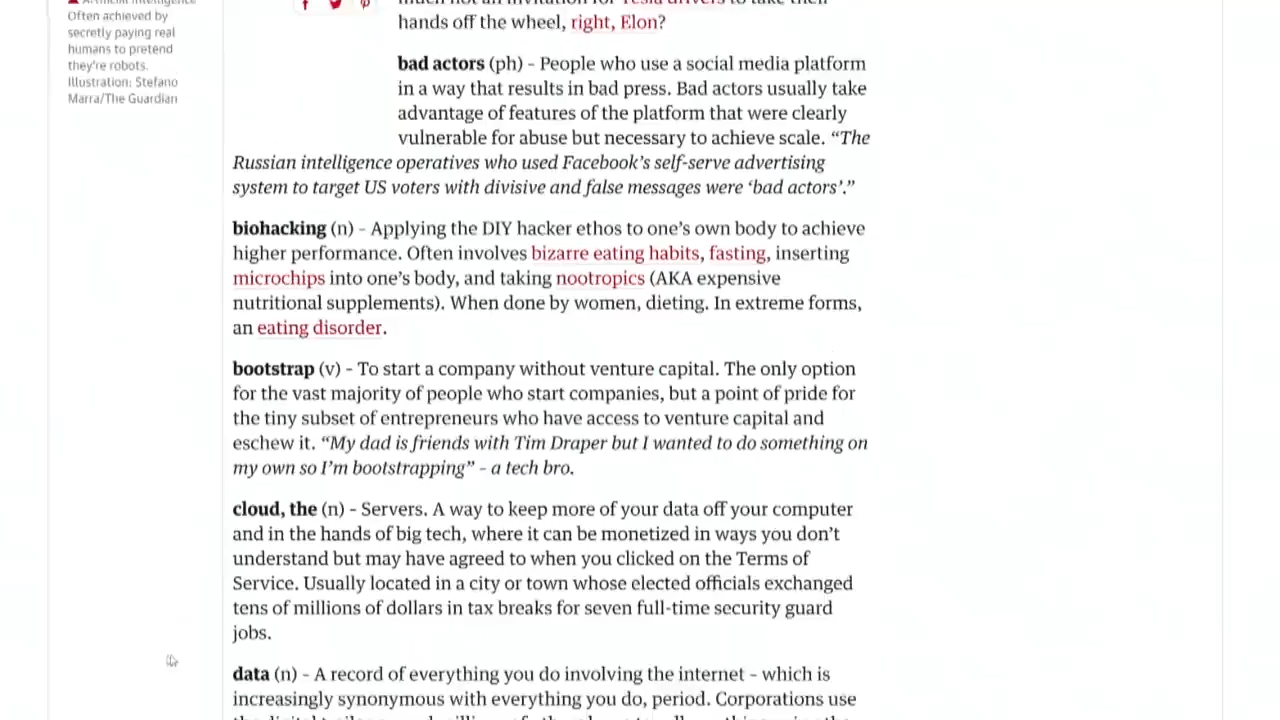 Often achieved by
secretly paying real
humans to pretend
they're robots.
Illustration: Stefano
Marra/The Guardian
hands off the wheel, right, Elon?
bad actors (ph) - People who use a social media platform
in a way that results in bad press. Bad actors usually take
advantage of features of the platform that were clearly
vulnerable for abuse but necessary to achieve scale. “The
Russian intelligence operatives who used Facebook’s self-serve advertising
system to target US voters with divisive and false messages were ‘bad actors’.”
biohacking (n) - Applying the DIY hacker ethos to one’s own body to achieve
higher performance. Often involves bizarre eating habits, fasting, inserting
microchips into one’s body, and taking nootropics (AKA expensive
nutritional supplements). When done by women, dieting. In extreme forms,
an eating disorder.
bootstrap (v) - To start a company without venture capital. The only option
for the vast majority of people who start companies, but a point of pride for
the tiny subset of entrepreneurs who have access to venture capital and
eschew it. “My dad is friends with Tim Draper but I wanted to do something on
my own so I’m bootstrapping” - a tech bro.
cloud, the (n) - Servers. A way to keep more of your data off your computer
and in the hands of big tech, where it can be monetized in ways you don’t
understand but may have agreed to when you clicked on the Terms of
Service. Usually located in a city or town whose elected officials exchanged
tens of millions of dollars in tax breaks for seven full-time security guard
jobs.
data (n) - A record of everything you do involving the internet - which is
increasingly synonymous with everything you do, period. Corporations use